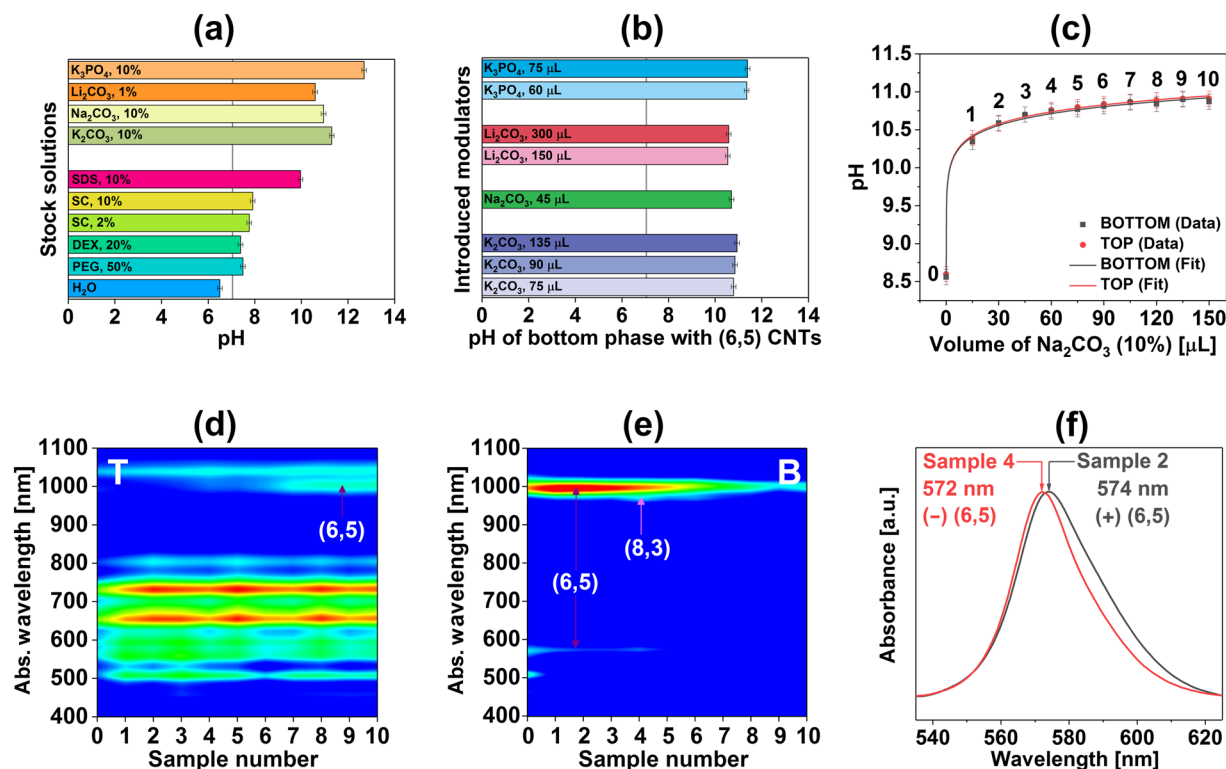 (a)
Stock solutions
K₃PO₄, 10%
Li₂CO₃, 1%
Na₂CO₃, 10%
K₂CO₃, 10%
SDS, 10%
SC, 10%
SC, 2%
DEX, 20%
PEG, 50%
H₂O
0 2 4 6 8 10 12 14
pH
(b)
Introduced modulators
K₃PO₄, 75 μL
K₃PO₄, 60 μL
Li₂CO₃, 300 μL
Li₂CO₃, 150 μL
Na₂CO₃, 45 μL
K₂CO₃, 135 μL
K₂CO₃, 90 μL
K₂CO₃, 75 μL
0 2 4 6 8 10 12 14
pH of bottom phase with (6,5) CNTs
(c)
pH
11.5
11.0
10.5
10.0
9.5
9.0
8.5
0 1 2 3 4 5 6 7 8 9 10
BOTTOM (Data)
TOP (Data)
BOTTOM (Fit)
TOP (Fit)
0 30 60 90 120 150
Volume of Na₂CO₃ (10%) [μL]
(d)
Abs. wavelength [nm]
1100
1000
900
800
700
600
500
400
T
(6,5)
0 1 2 3 4 5 6 7 8 9 10
Sample number
(e)
Abs. wavelength [nm]
1100
1000
900
800
700
600
500
400
B
(8,3)
(6,5)
0 1 2 3 4 5 6 7 8 9 10
Sample number
(f)
Absorbance [a.u.]
Sample 4
572 nm
(−) (6,5)
Sample 2
574 nm
(+) (6,5)
540 560 580 600 620
Wavelength [nm]